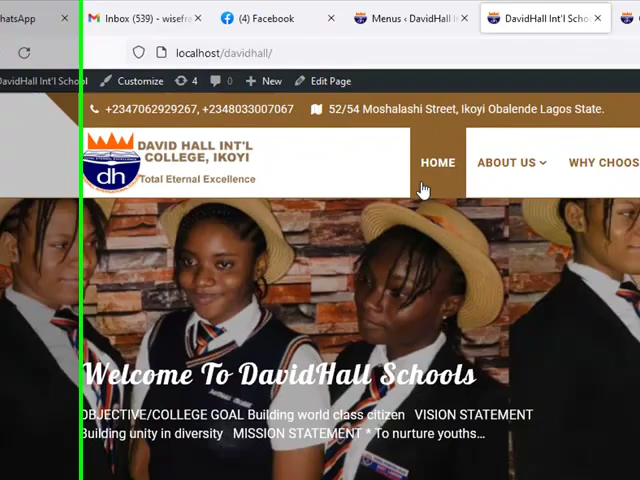 hatsApp
Inbox (539) - wisefre
(4) Facebook
Menus ‹ DavidHall I
DavidHall Int'l Scho
localhost/davidhall/
DavidHall Int'l School
Customize
4
0
New
Edit Page
+2347062929267, +2348033007067
52/54 Moshalashi Street, Ikoyi Obalende Lagos State.
DAVID HALL INT'L
COLLEGE, IKOYI
dh
Total Eternal Excellence
HOME
ABOUT US
WHY CHOOS
Welcome To DavidHall Schools
OBJECTIVE/COLLEGE GOAL Building world class citizen VISION STATEMENT
Building unity in diversity MISSION STATEMENT * To nurture youths...